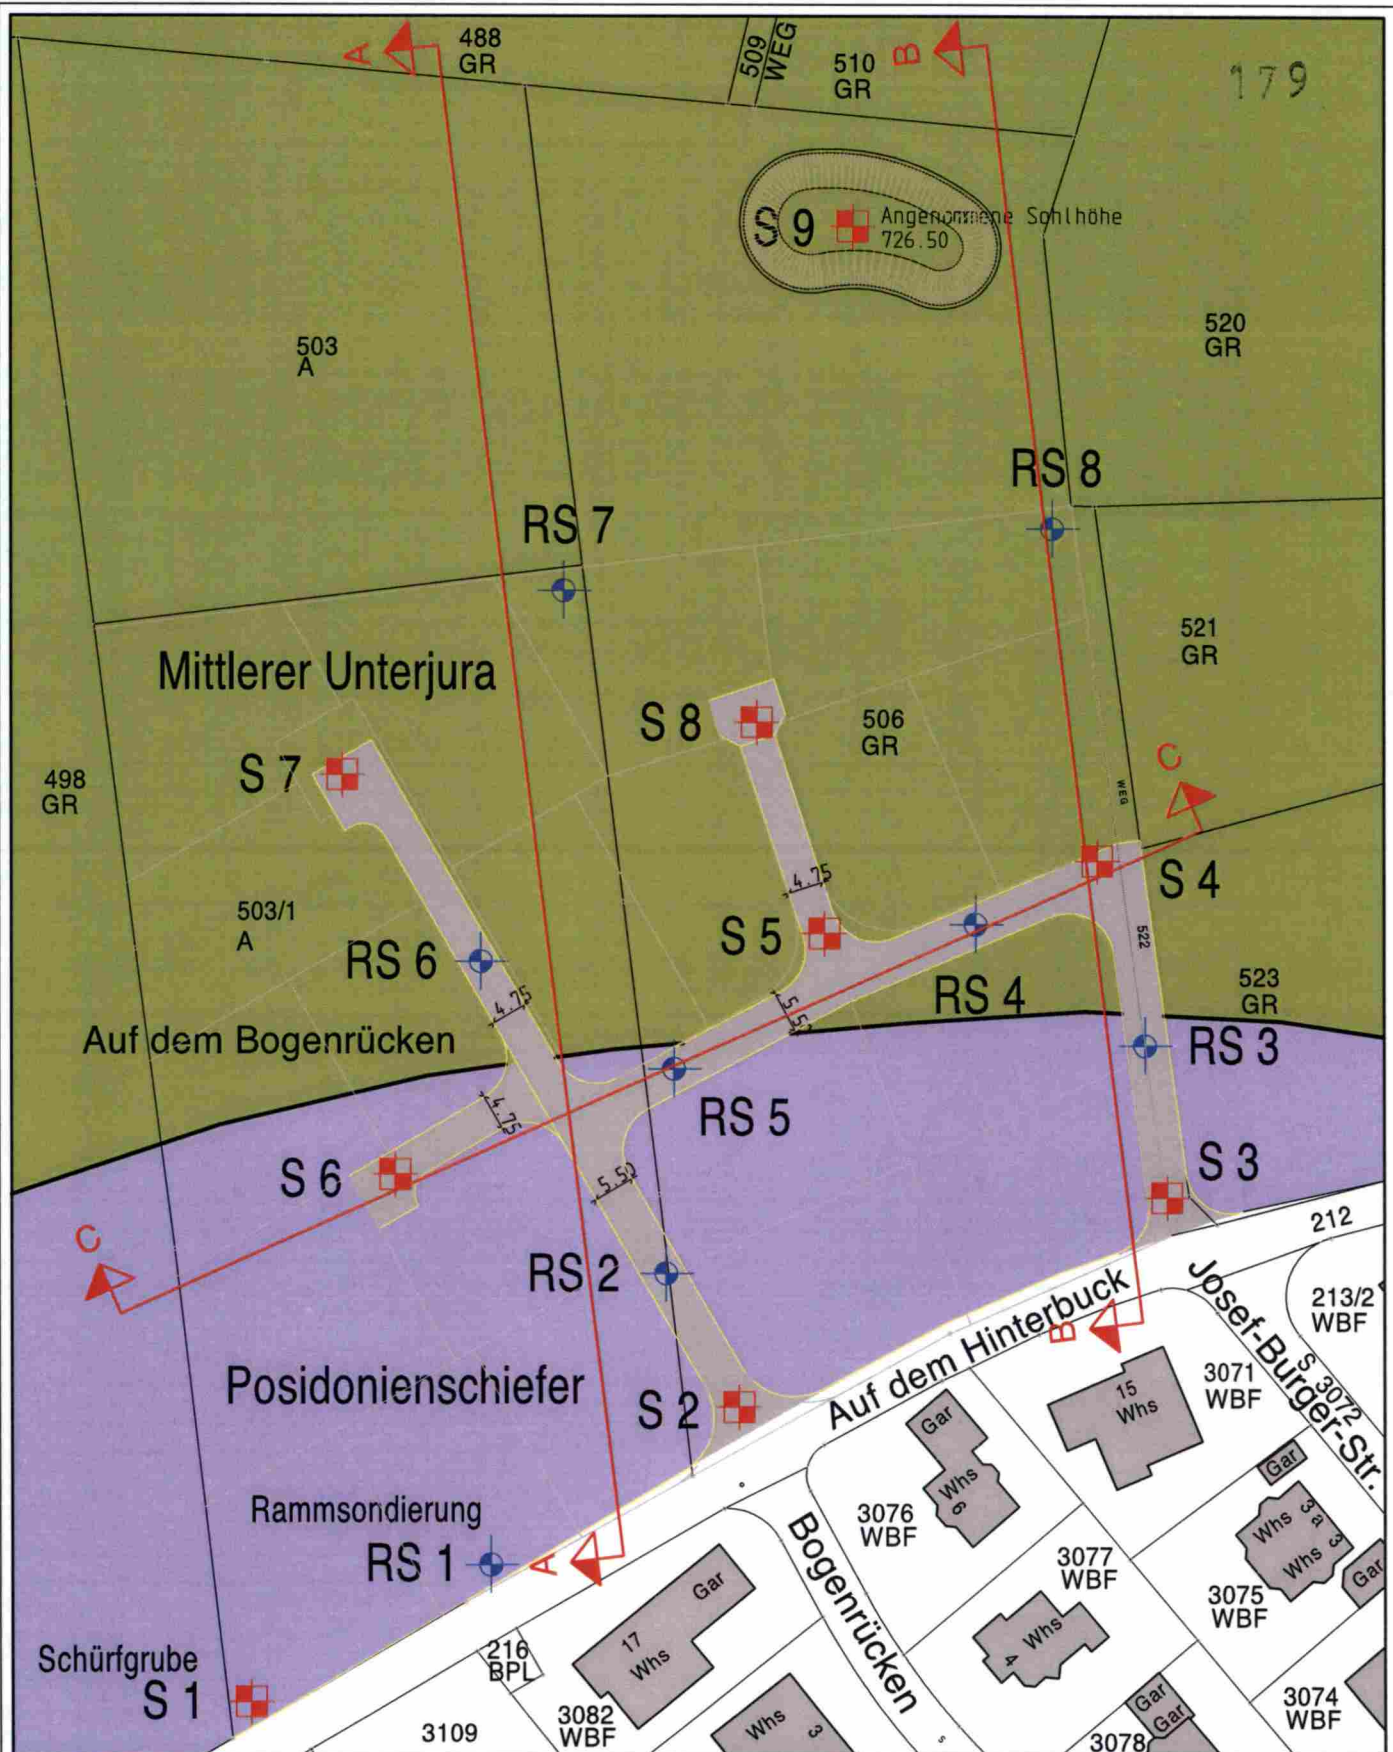 A
488
GR
509
WEG
510
GR
B
179
S 9
Angenommene Sohlhöhe
726.50
503
A
520
GR
RS 8
RS 7
521
GR
Mittlerer Unterjura
S 8
506
GR
S 7
498
GR
C
WEG
4.75
S 4
503/1
A
S 5
522
RS 6
RS 4
523
GR
4.75
5.50
Auf dem Bogenrücken
RS 3
RS 5
4.75
S 6
S 3
5.50
C
212
RS 2
Auf dem Hinterbuck
B
Josef-Burger-Str.
213/2
WBF
Posidonienschiefer
S 2
15
Whs
3071
WBF
S 3072
Gar
Whs
6
Gar
Rammsondierung
RS 1
A
3076
WBF
Bogenrücken
3077
WBF
Whs 3a
Whs 3
Gar
3075
WBF
Gar
17
Whs
Whs
4
Schürfgrube
S 1
216
BPL
3082
WBF
3109
Whs 3
s
Gar
Gar
3078
3074
WBF